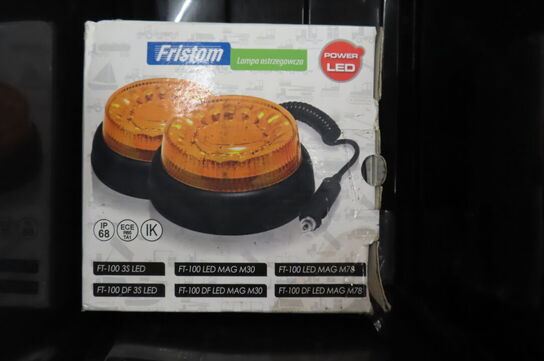 Fristom
Lampa ostrzegawcza
POWER
LED
IP
68
ECE
R65
TA1
IK
FT-100 3S LED
FT-100 LED MAG M30
FT-100 LED MAG M78
FT-100 DF 3S LED
FT-100 DF LED MAG M30
FT-100 DF LED MAG M78